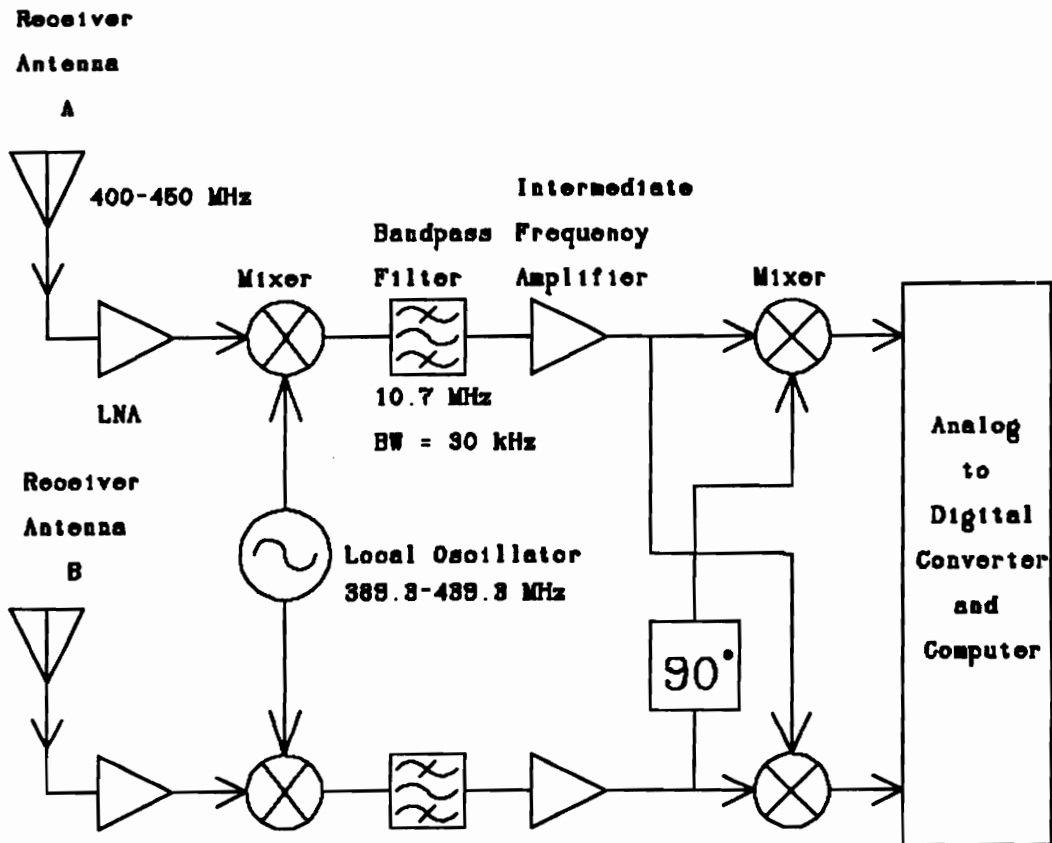 Receiver
Antenna
A
400-450 MHz
Intermediate
Bandpass Frequency
Mixer Filter Amplifier Mixer
LNA
10.7 MHz
BW = 30 kHz
Receiver
Antenna
B
Local Oscillator
389.3-439.3 MHz
90°
Analog
to
Digital
Converter
and
Computer